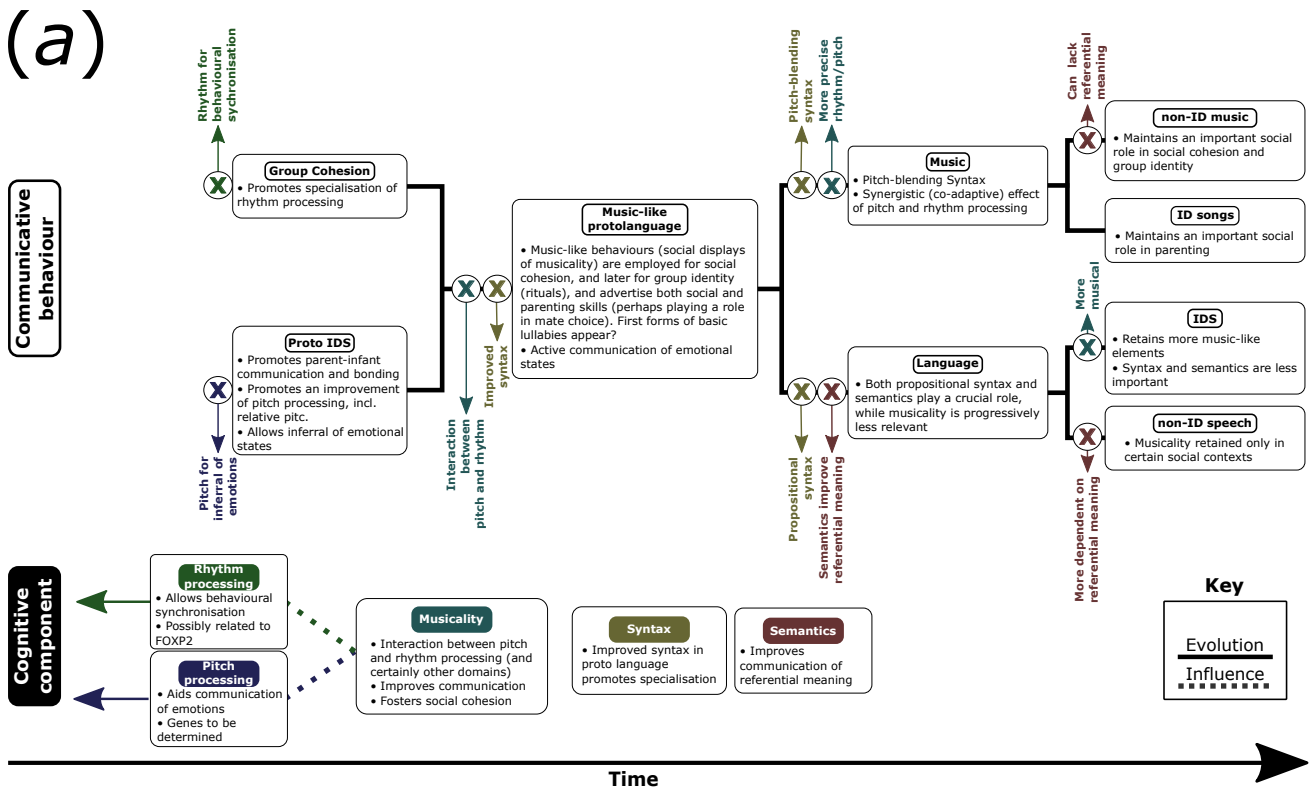 (a)
Communicative
behaviour
Rhythm for
behavioural
sychronisation
X
Group Cohesion
• Promotes specialisation of
rhythm processing
X
Proto IDS
• Promotes parent-infant
communication and bonding
• Promotes an improvement
of pitch processing, incl.
relative pitc.
• Allows inferral of emotional
states
Pitch for
inferral of
emotions
X
X
Interaction
between
pitch and rhythm
Improved
syntax
Music-like
protolanguage
• Music-like behaviours (social displays
of musicality) are employed for social
cohesion, and later for group identity
(rituals), and advertise both social and
parenting skills (perhaps playing a role
in mate choice). First forms of basic
lullabies appear?
• Active communication of emotional
states
Pitch-blending
syntax
More precise
rhythm/pitch
X
X
Music
• Pitch-blending Syntax
• Synergistic (co-adaptive) effect
of pitch and rhythm processing
X
X
Language
• Both propositional syntax and
semantics play a crucial role,
while musicality is progressively
less relevant
Propositional
syntax
Semantics improve
referential meaning
Can lack
referential
meaning
X
non-ID music
• Maintains an important social
role in social cohesion and
group identity
ID songs
• Maintains an important social
role in parenting
More
musical
X
IDS
• Retains more music-like
elements
• Syntax and semantics are less
important
X
non-ID speech
• Musicality retained only in
certain social contexts
More dependent on
referential meaning
Cognitive
component
Rhythm
processing
• Allows behavioural
synchronisation
• Possibly related to
FOXP2
Pitch
processing
• Aids communication
of emotions
• Genes to be
determined
Musicality
• Interaction between pitch
and rhythm processing (and
certainly other domains)
• Improves communication
• Fosters social cohesion
Syntax
• Improved syntax in
proto language
promotes specialisation
Semantics
• Improves
communication of
referential meaning
Key
Evolution
Influence
Time